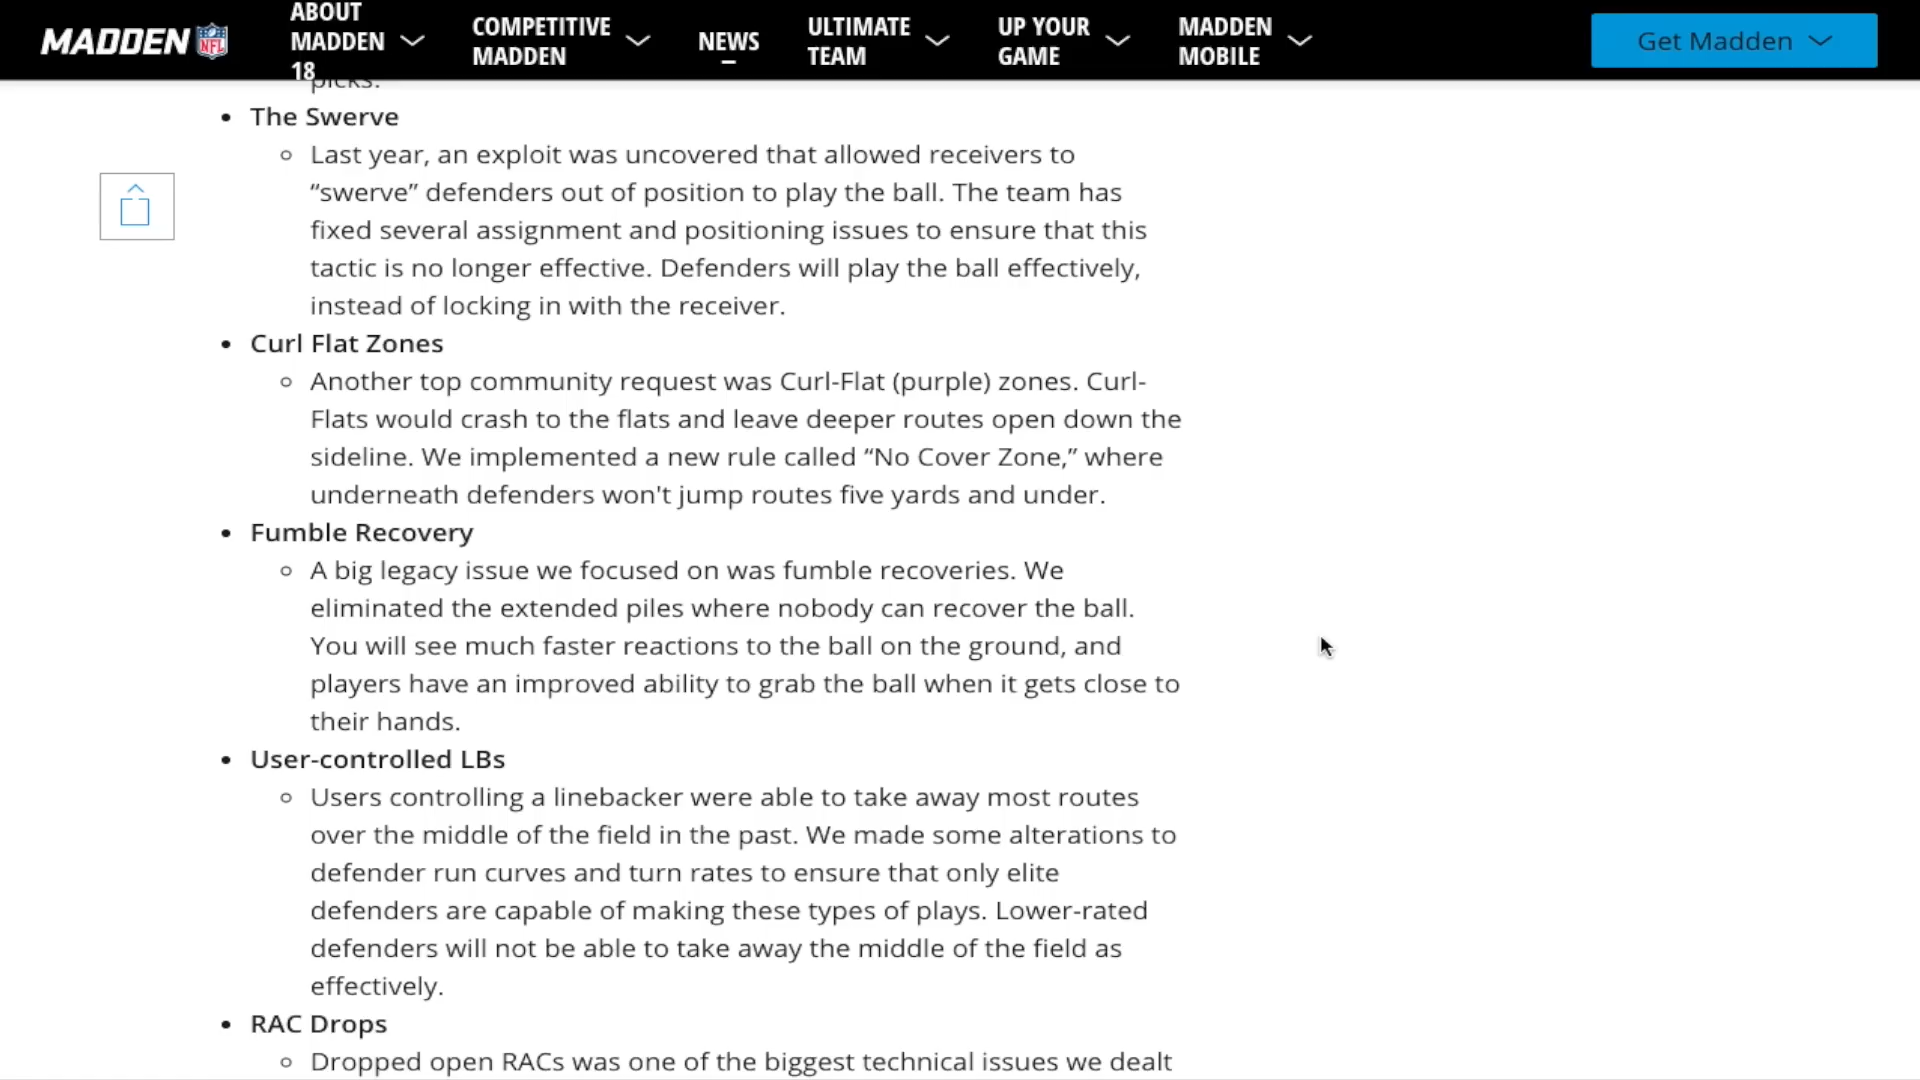 MADDEN NFL
ABOUT
MADDEN
18
COMPETITIVE
MADDEN
NEWS
ULTIMATE
TEAM
UP YOUR
GAME
MADDEN
MOBILE
Get Madden
picks.
• The Swerve
Last year, an exploit was uncovered that allowed receivers to
“swerve” defenders out of position to play the ball. The team has
fixed several assignment and positioning issues to ensure that this
tactic is no longer effective. Defenders will play the ball effectively,
instead of locking in with the receiver.
• Curl Flat Zones
Another top community request was Curl-Flat (purple) zones. Curl-
Flats would crash to the flats and leave deeper routes open down the
sideline. We implemented a new rule called “No Cover Zone,” where
underneath defenders won't jump routes five yards and under.
• Fumble Recovery
A big legacy issue we focused on was fumble recoveries. We
eliminated the extended piles where nobody can recover the ball.
You will see much faster reactions to the ball on the ground, and
players have an improved ability to grab the ball when it gets close to
their hands.
• User-controlled LBs
Users controlling a linebacker were able to take away most routes
over the middle of the field in the past. We made some alterations to
defender run curves and turn rates to ensure that only elite
defenders are capable of making these types of plays. Lower-rated
defenders will not be able to take away the middle of the field as
effectively.
• RAC Drops
Dropped open RACs was one of the biggest technical issues we dealt